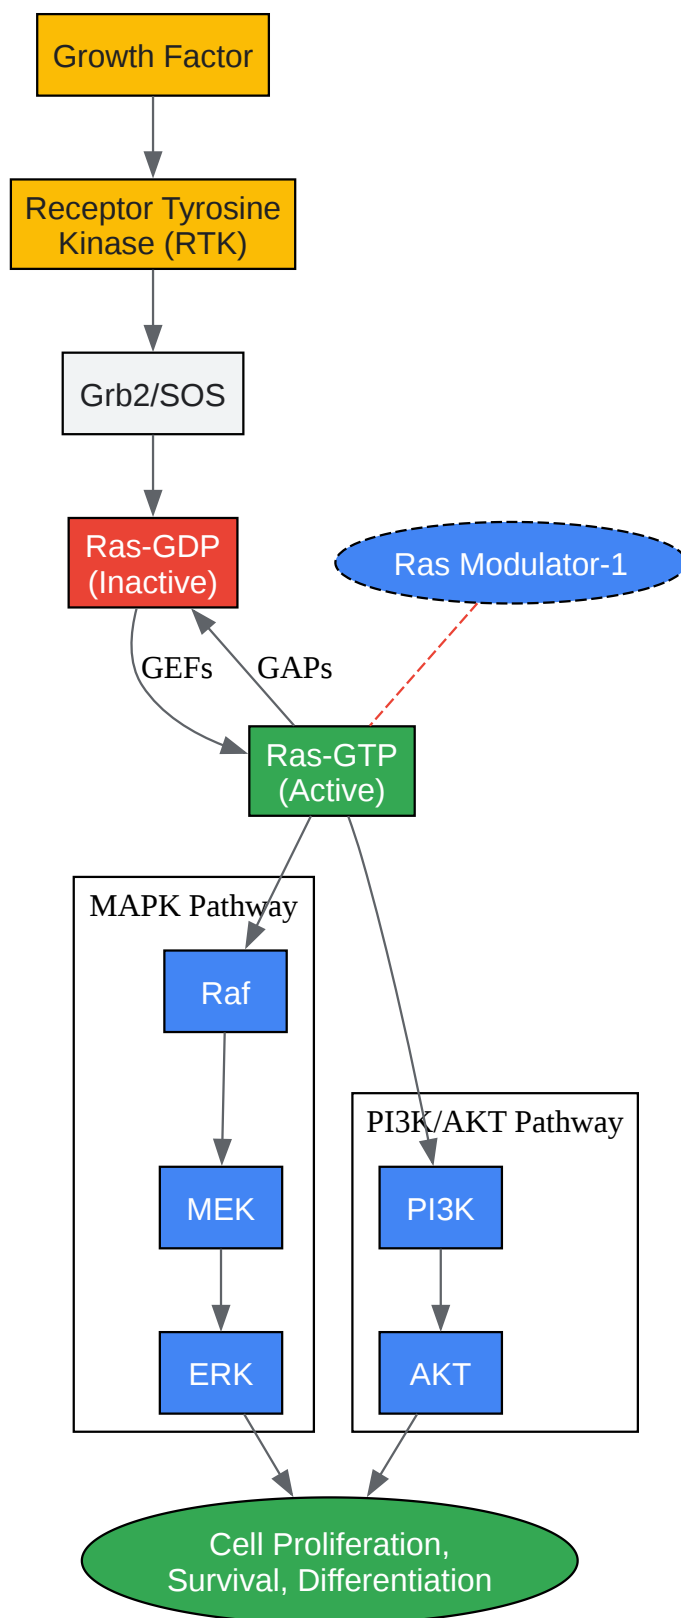 Growth Factor
Receptor Tyrosine
Kinase (RTK)
Grb2/SOS
Ras-GDP
(Inactive)
Ras Modulator-1
GEFs
GAPs
Ras-GTP
(Active)
MAPK Pathway
Raf
PI3K/AKT Pathway
MEK
PI3K
ERK
AKT
Cell Proliferation,
Survival, Differentiation